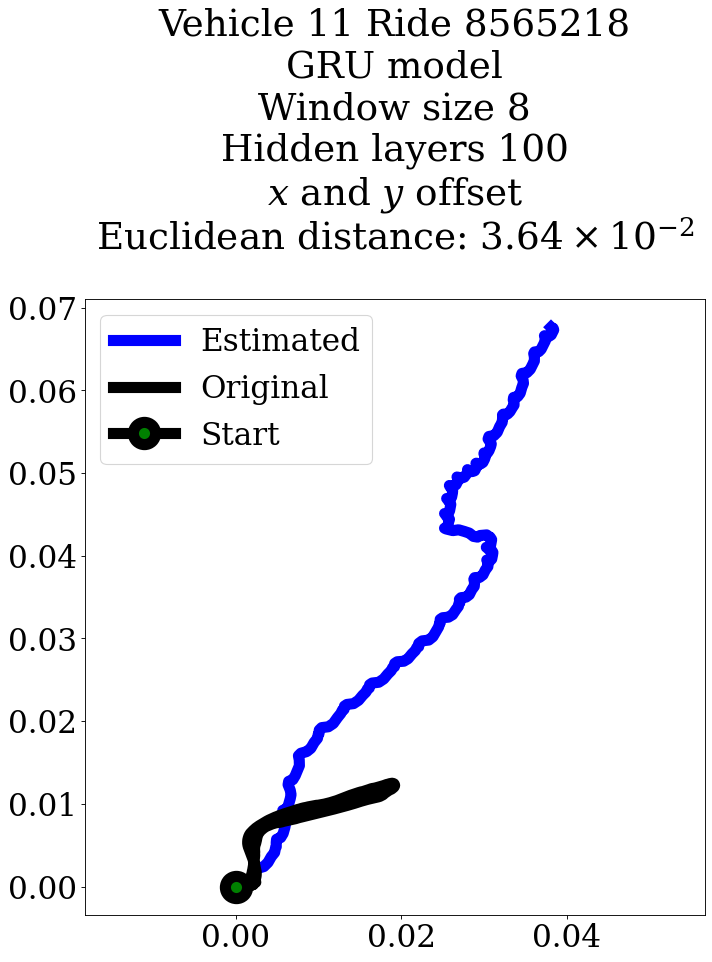 Vehicle 11 Ride 8565218
GRU model
Window size 8
Hidden layers 100
x and y offset
Euclidean distance: 3.64 × 10⁻²
0.07
Estimated
Original
Start
0.06
0.05
0.04
0.03
0.02
0.01
0.00
0.00 0.02 0.04